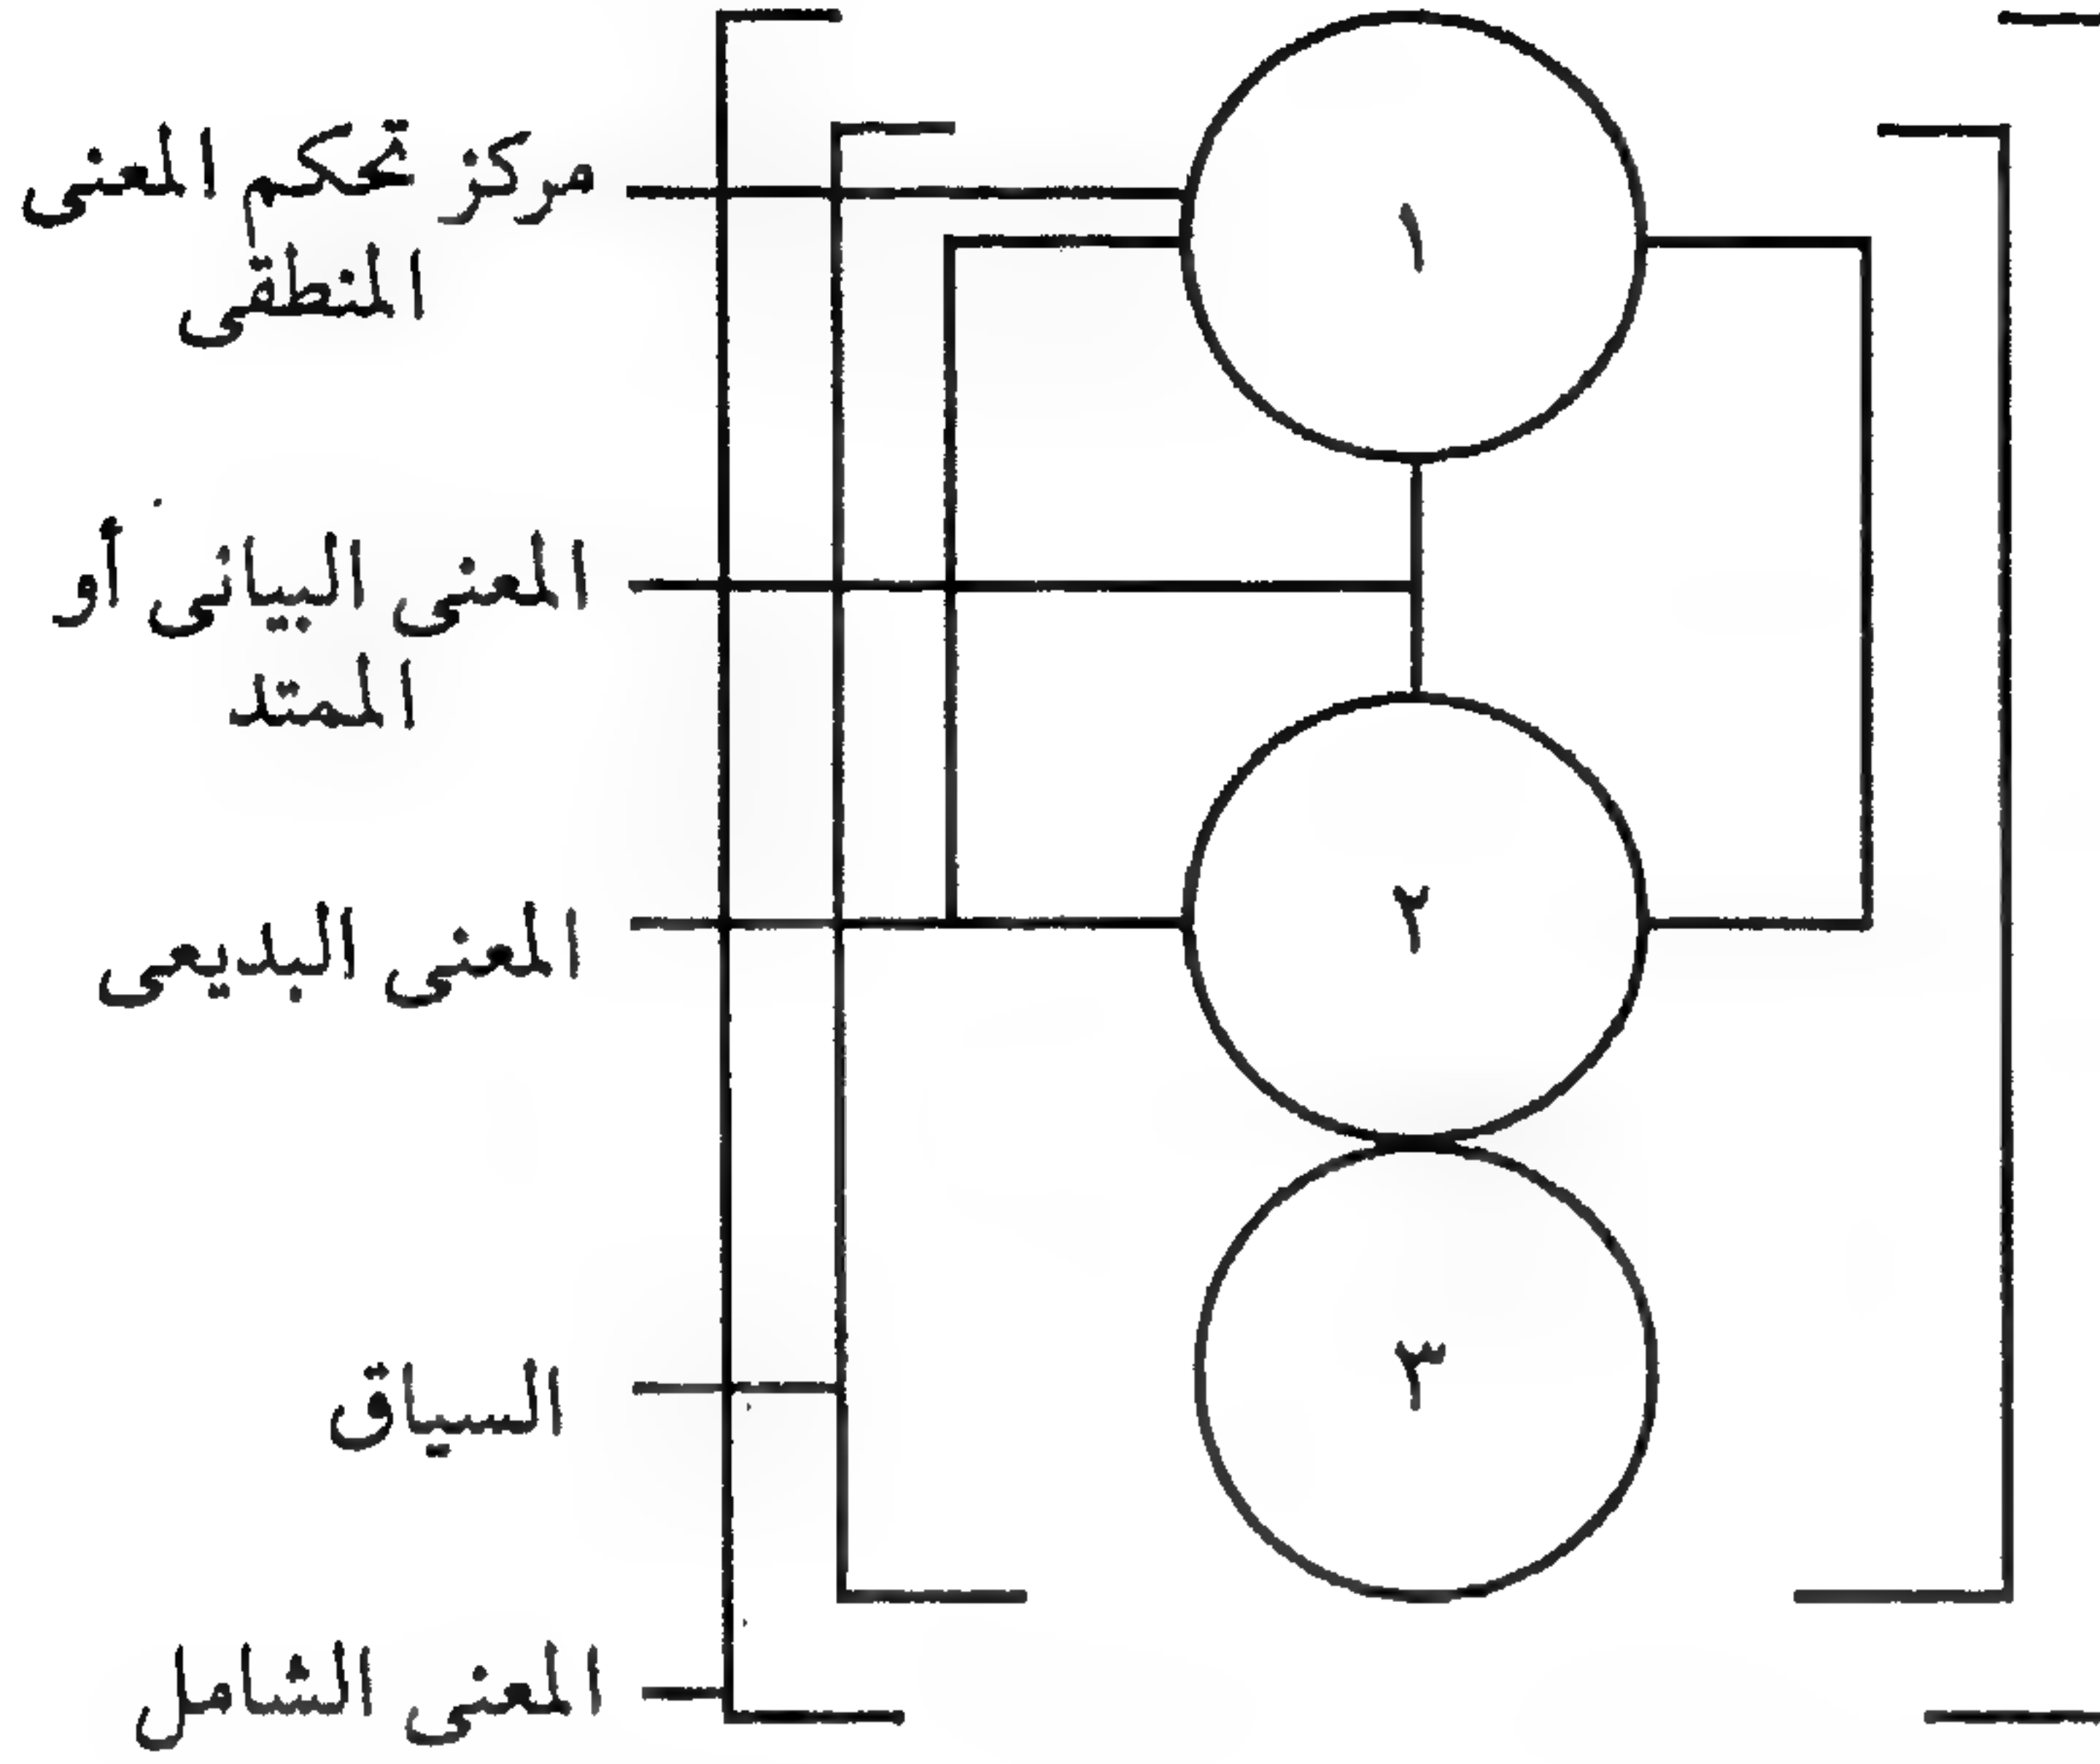 مركز تحكم المعنى
المنطقى
١
المعنى البيانى أو
الممتد
المعنى البديعى
٢
السياق
٣
المعنى الشامل